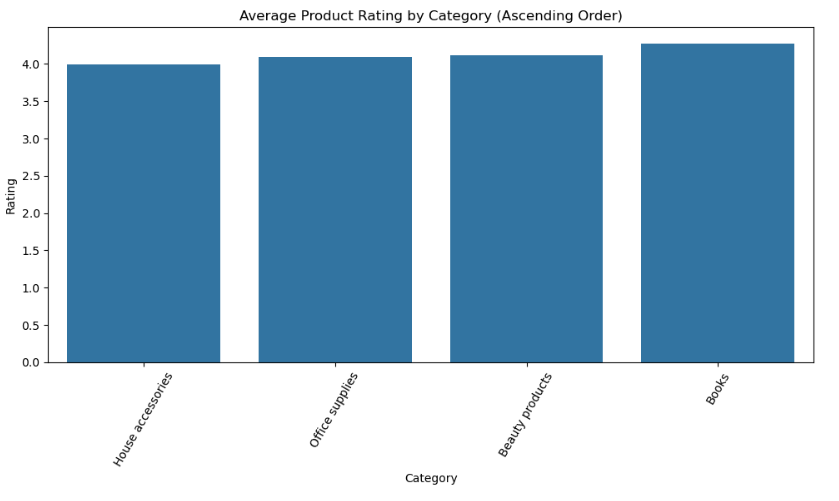 Average Product Rating by Category (Ascending Order)
4.0
3.5
3.0
2.5
2.0
1.5
1.0
0.5
0.0
Rating
House accessories
Office supplies
Beauty products
Books
Category